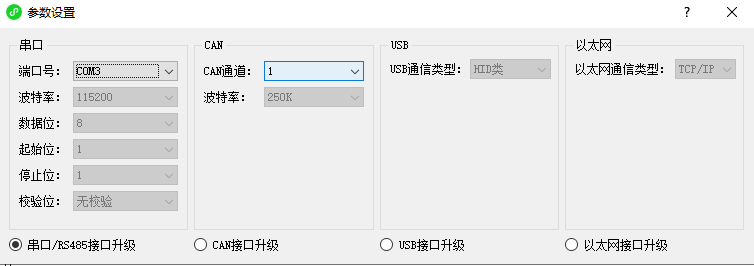 参数设置
串口
端口号: COM3
波特率: 115200
数据位: 8
起始位: 1
停止位: 1
校验位: 无校验
串口/RS485接口升级
CAN
CAN通道: 1
波特率: 250K
CAN接口升级
USB
USB通信类型: HID类
USB接口升级
以太网
以太网通信类型: TCP/IP
以太网接口升级